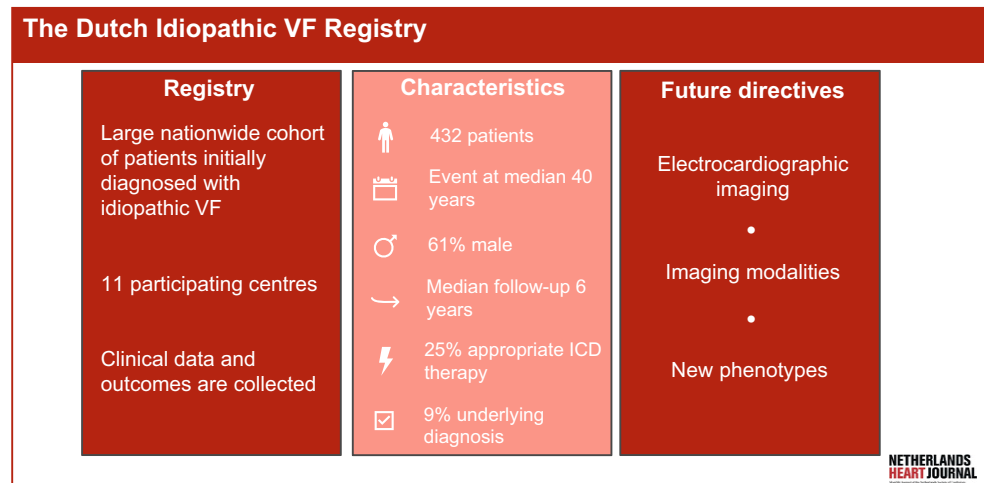 The Dutch Idiopathic VF Registry
Registry
Large nationwide cohort
of patients initially
diagnosed with
idiopathic VF
11 participating centres
Clinical data and
outcomes are collected
Characteristics
432 patients
Event at median 40
years
61% male
Median follow-up 6
years
25% appropriate ICD
therapy
9% underlying
diagnosis
Future directives
Electrocardiographic
imaging
•
Imaging modalities
•
New phenotypes
NETHERLANDS
HEART JOURNAL